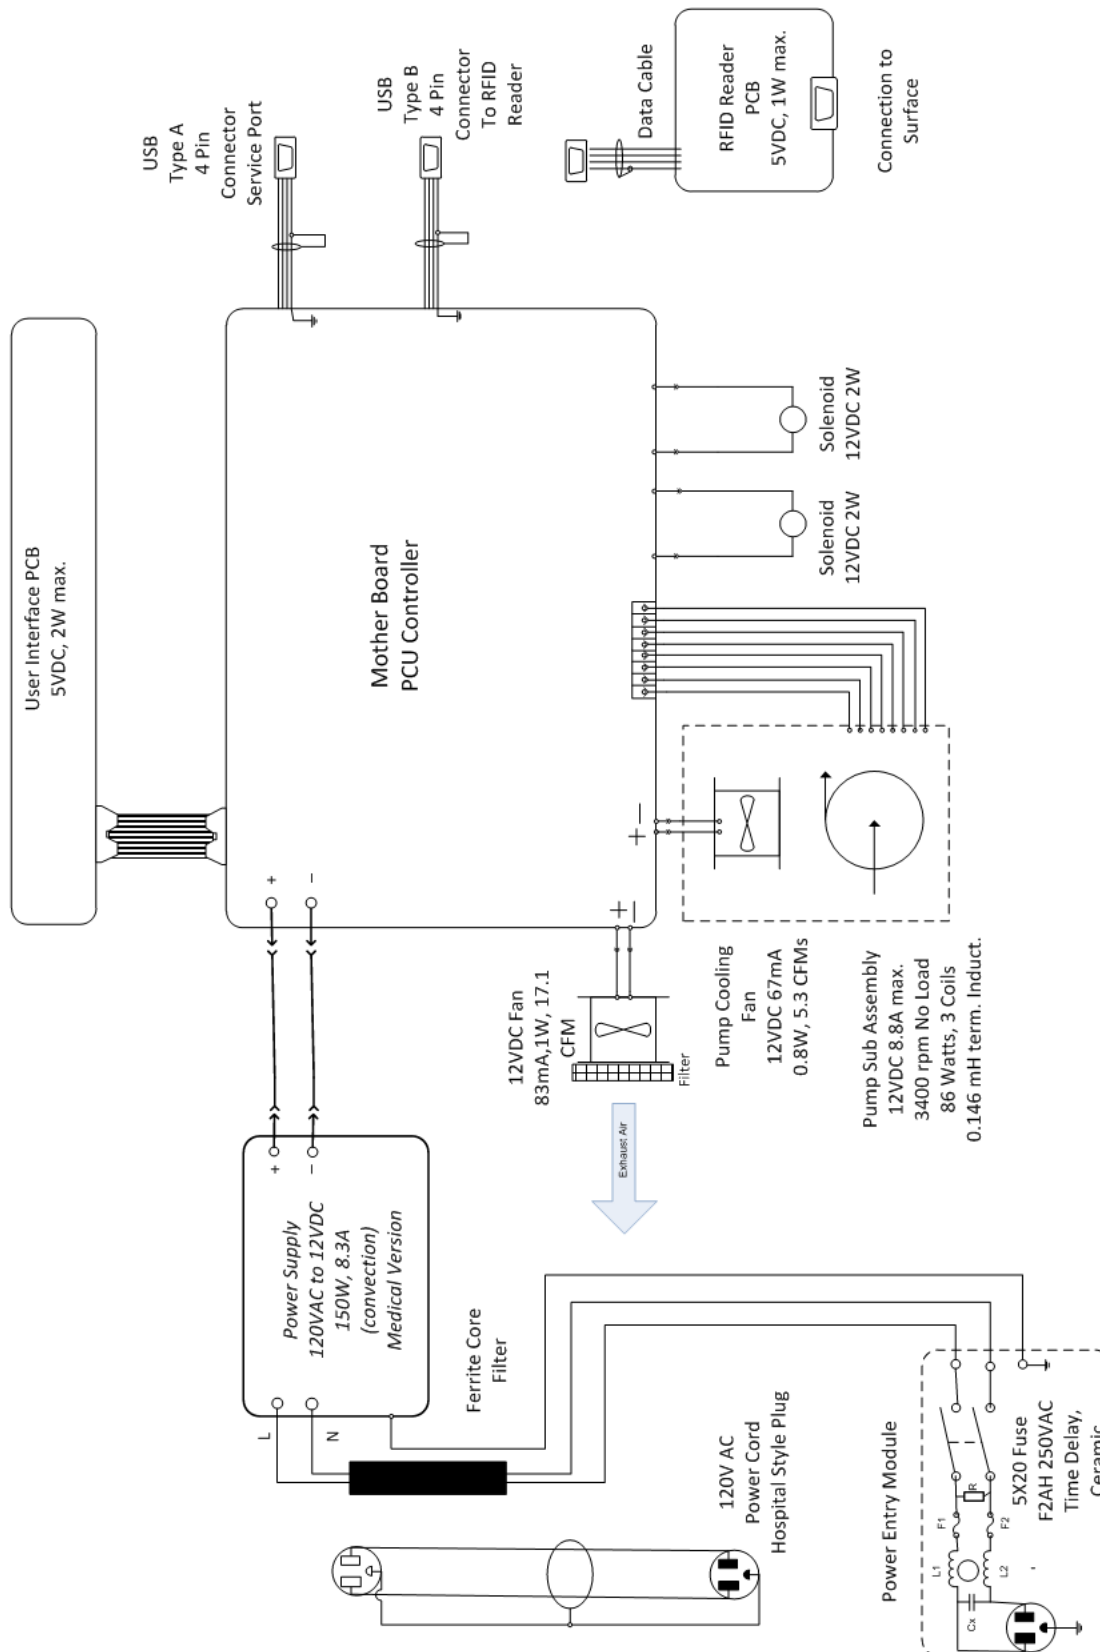 User Interface PCB
5VDC, 2W max.
USB
Type A
4 Pin
Connector
Service Port
USB
Type B
4 Pin
Connector
To RFID
Reader
Data Cable
RFID Reader
PCB
5VDC, 1W max.
Connection to
Surface
Mother Board
PCU Controller
+
−
+
−
+
−
Solenoid
12VDC 2W
Solenoid
12VDC 2W
12VDC Fan
83mA,1W, 17.1
CFM
Filter
Exhaust Air
Pump Cooling
Fan
12VDC 67mA
0.8W, 5.3 CFMs
Pump Sub Assembly
12VDC 8.8A max.
3400 rpm No Load
86 Watts, 3 Coils
0.146 mH term. Induct.
+
−
Power Supply
120VAC to 12VDC
150W, 8.3A
(convection)
Medical Version
L
N
Ferrite Core
Filter
120V AC
Power Cord
Hospital Style Plug
Power Entry Module
F1
F2
R
L1
L2
Cx
5X20 Fuse
F2AH 250VAC
Time Delay,
Ceramic